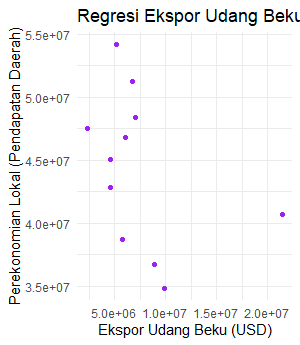 Regresi Ekspor Udang Beku
Perekonomian Lokal (Pendapatan Daerah)
5.5e+07
5.0e+07
4.5e+07
4.0e+07
3.5e+07
5.0e+06 1.0e+07 1.5e+07 2.0e+07
Ekspor Udang Beku (USD)